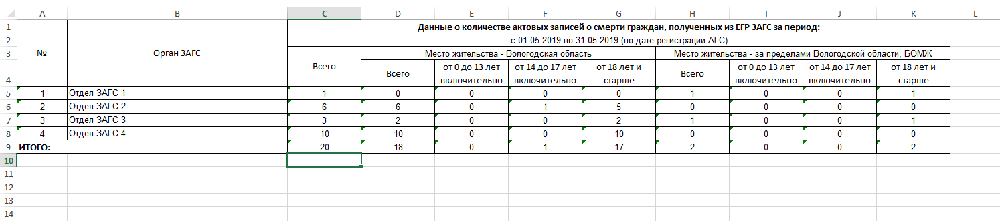 A B C D E F G H I J K L
1 № Орган ЗАГС Данные о количестве актовых записей о смерти граждан, полученных из ЕГР ЗАГС за период:
2 с 01.05.2019 по 31.05.2019 (по дате регистрации АГС)
3 Всего Место жительства - Вологодская область Место жительства - за пределами Вологодской области, БОМЖ
4 Всего от 0 до 13 лет включительно от 14 до 17 лет включительно от 18 лет и старше Всего от 0 до 13 лет включительно от 14 до 17 лет включительно от 18 лет и старше
5 1 Отдел ЗАГС 1 1 0 0 0 0 1 0 0 1
6 2 Отдел ЗАГС 2 6 6 0 1 5 0 0 0 0
7 3 Отдел ЗАГС 3 3 2 0 0 2 1 0 0 1
8 4 Отдел ЗАГС 4 10 10 0 0 10 0 0 0 0
9 ИТОГО: 20 18 0 1 17 2 0 0 2
10
11
12
13
14